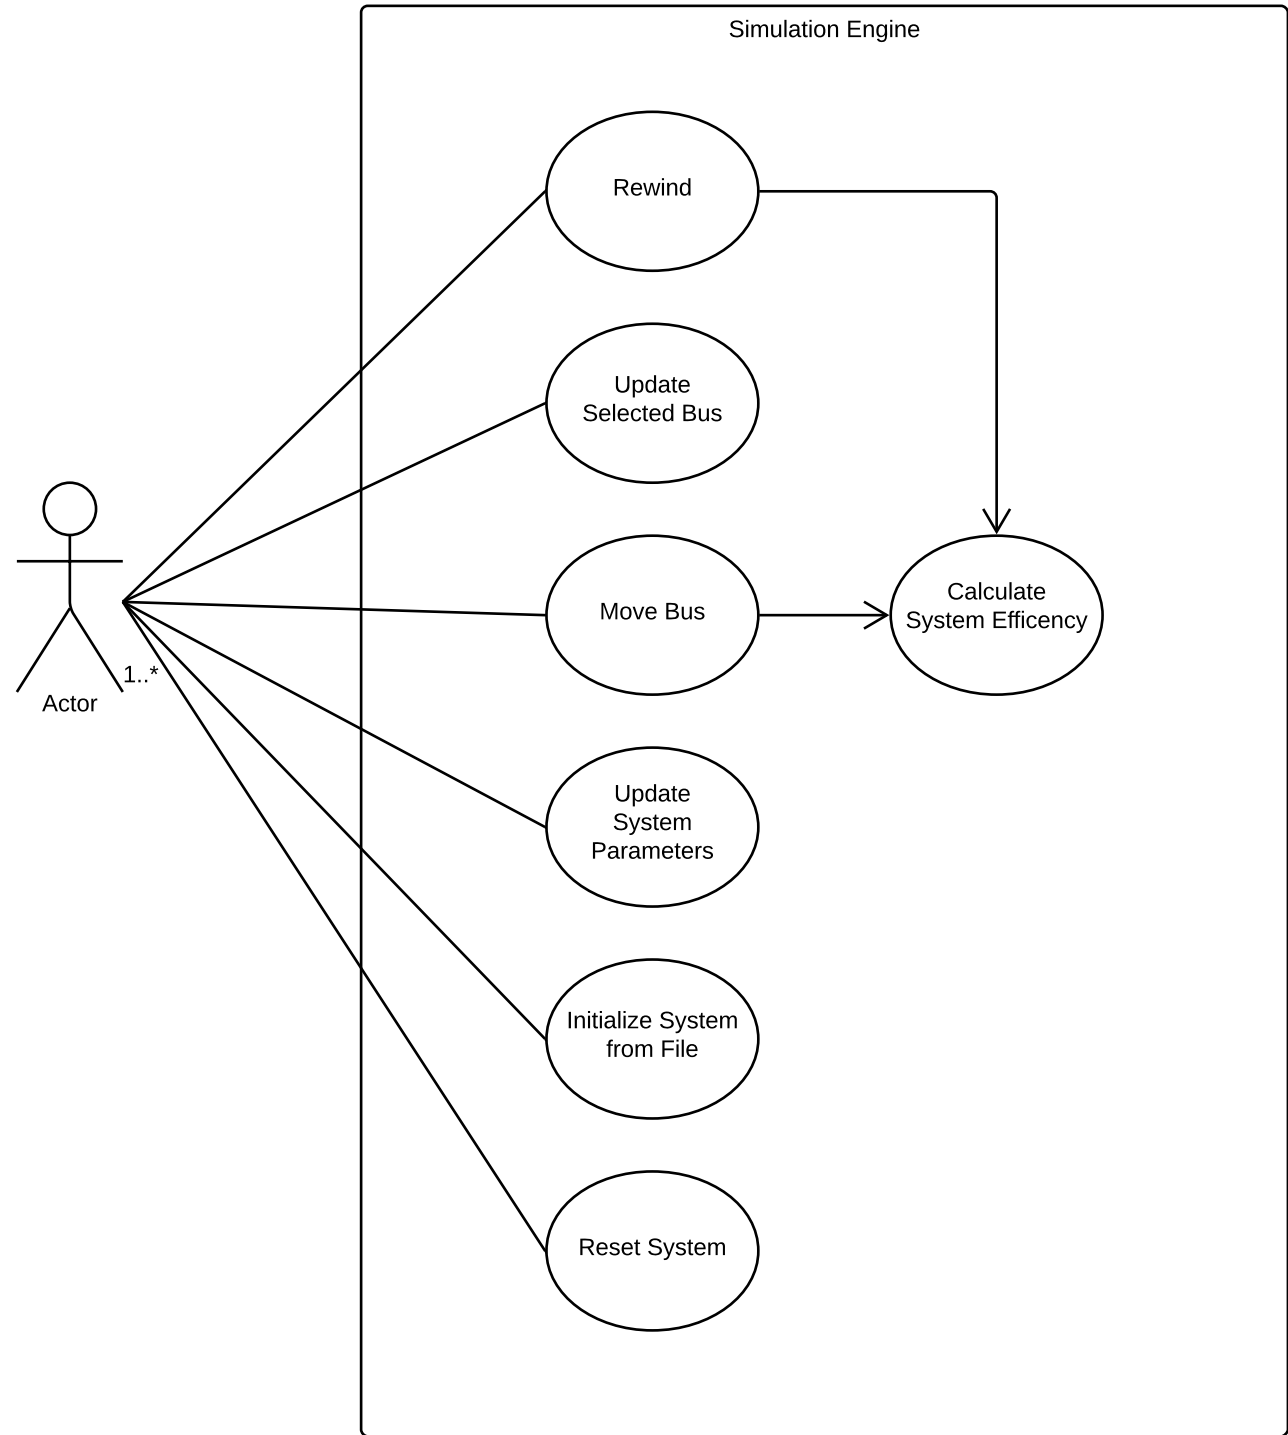 Simulation Engine
Rewind
Update
Selected Bus
Move Bus
Calculate
System Efficency
1..*
Actor
Update
System
Parameters
Initialize System
from File
Reset System